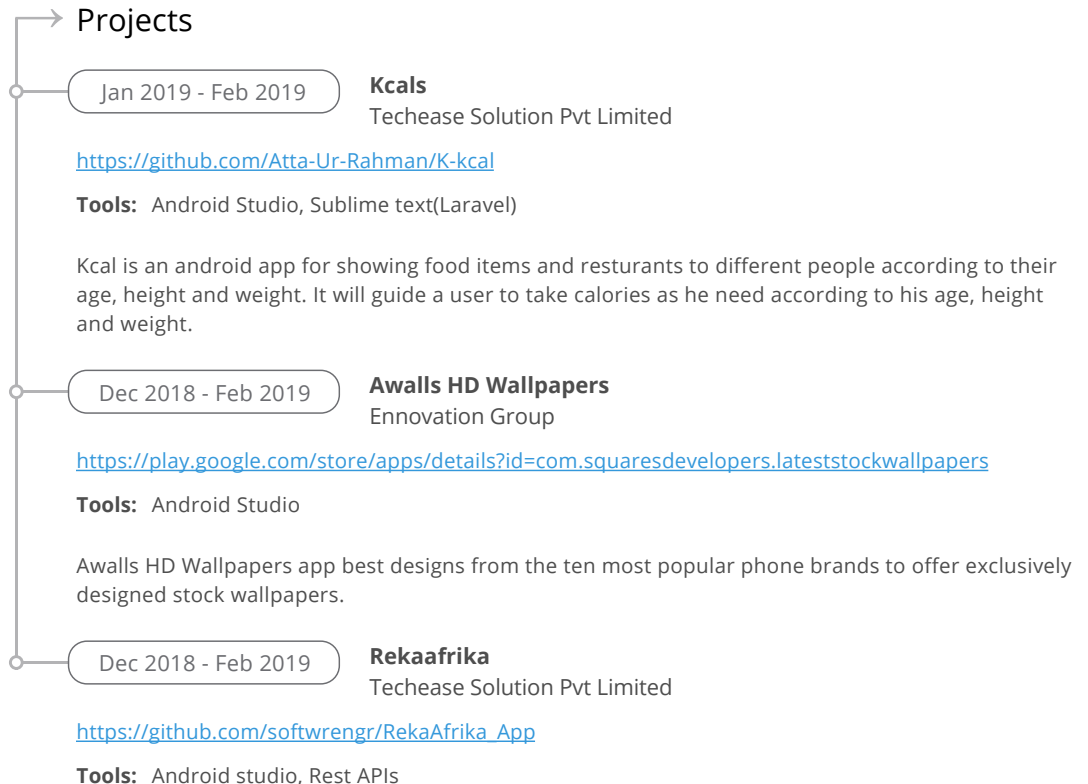 Projects
Jan 2019 - Feb 2019
Kcals
Techease Solution Pvt Limited
https://github.com/Atta-Ur-Rahman/K-kcal
Tools: Android Studio, Sublime text(Laravel)
Kcal is an android app for showing food items and resturants to different people according to their
age, height and weight. It will guide a user to take calories as he need according to his age, height
and weight.
Dec 2018 - Feb 2019
Awalls HD Wallpapers
Ennovation Group
https://play.google.com/store/apps/details?id=com.squaresdevelopers.lateststockwallpapers
Tools: Android Studio
Awalls HD Wallpapers app best designs from the ten most popular phone brands to offer exclusively
designed stock wallpapers.
Dec 2018 - Feb 2019
Rekaafrika
Techease Solution Pvt Limited
https://github.com/softwrengr/RekaAfrika_App
Tools: Android studio, Rest APIs